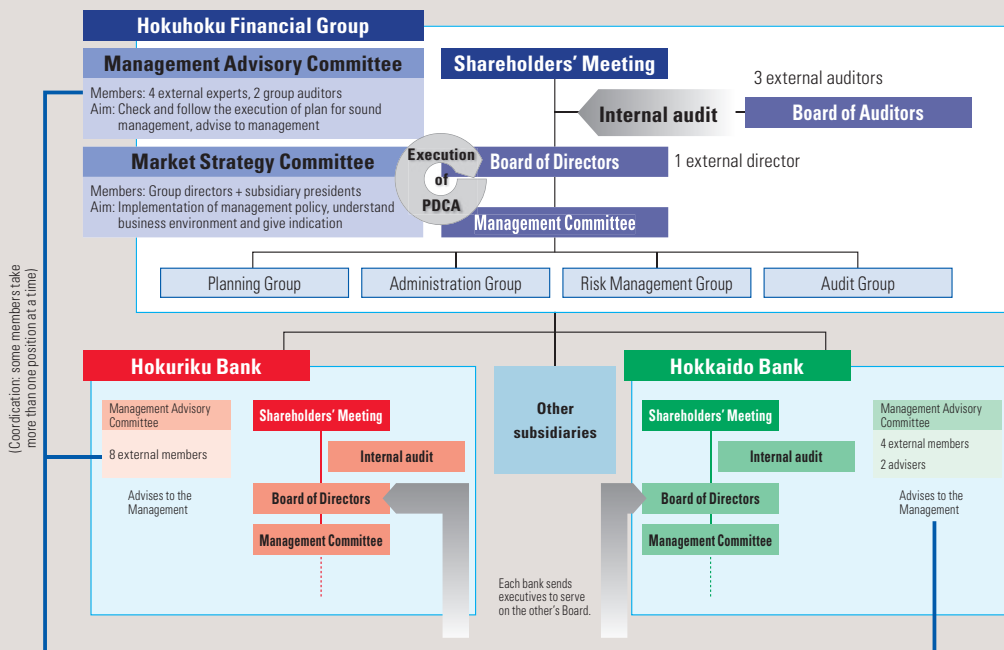 Hokuhoku Financial Group
Management Advisory Committee
Members: 4 external experts, 2 group auditors
Aim: Check and follow the execution of plan for sound
management, advise to management
Market Strategy Committee
Members: Group directors + subsidiary presidents
Aim: Implementation of management policy, understand
business environment and give indication
Execution
of
PDCA
Shareholders' Meeting
3 external auditors
Internal audit
Board of Auditors
Board of Directors
1 external director
Management Committee
Planning Group
Administration Group
Risk Management Group
Audit Group
(Coordication: some members take
more than one position at a time)
Hokuriku Bank
Management Advisory
Committee
8 external members
Advises to the
Management
Shareholders' Meeting
Internal audit
Board of Directors
Management Committee
Other
subsidiaries
Each bank sends
executives to serve
on the other's Board.
Hokkaido Bank
Shareholders' Meeting
Internal audit
Board of Directors
Management Committee
Management Advisory
Committee
4 external members
2 advisers
Advises to the
Management